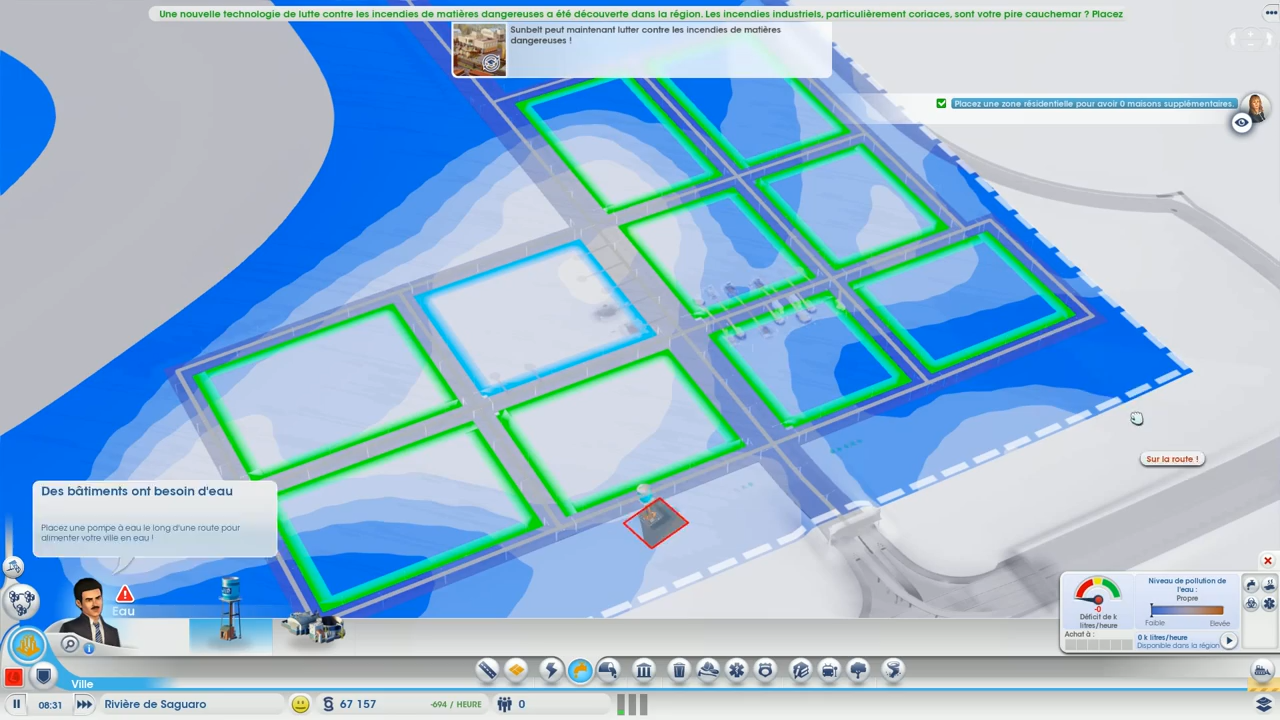 Une nouvelle technologie de lutte contre les incendies de matières dangereuses a été découverte dans la région. Les incendies industriels, particulièrement coriaces, sont votre pire cauchemar ? Placez
Sunbelt peut maintenant lutter contre les incendies de matières
dangereuses !
Placez une zone résidentielle pour avoir 0 maisons supplémentaires.
Sur la route !
Des bâtiments ont besoin d'eau
Placez une pompe à eau le long d'une route pour
alimenter votre ville en eau !
Eau
-0
Déficit de k
litres/heure
Achat à :
Niveau de pollution de
l'eau :
Propre
Faible
Elevée
0 k litres/heure
Disponible dans la région
Ville
08:31
Rivière de Saguaro
67 157
-694 / HEURE
0